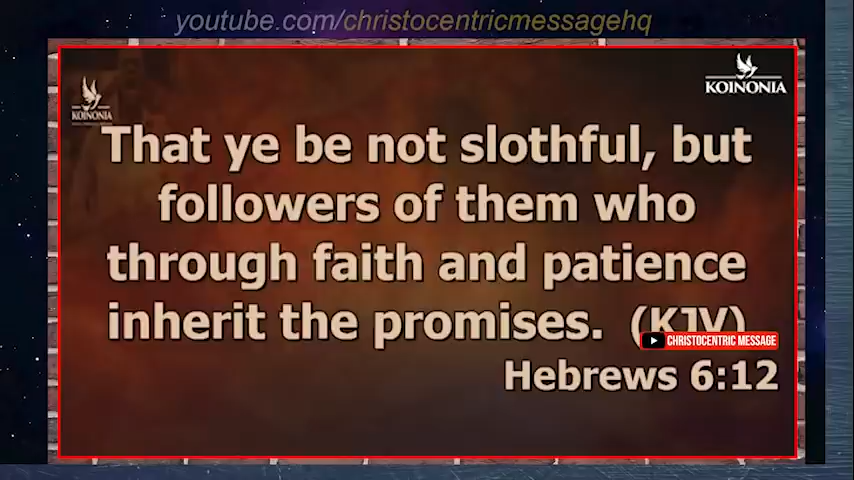 youtube.com/christocentricmessagehq
KOINONIA
KOINONIA
That ye be not slothful, but
followers of them who
through faith and patience
inherit the promises. (KJV)
CHRISTOCENTRIC MESSAGE
Hebrews 6:12